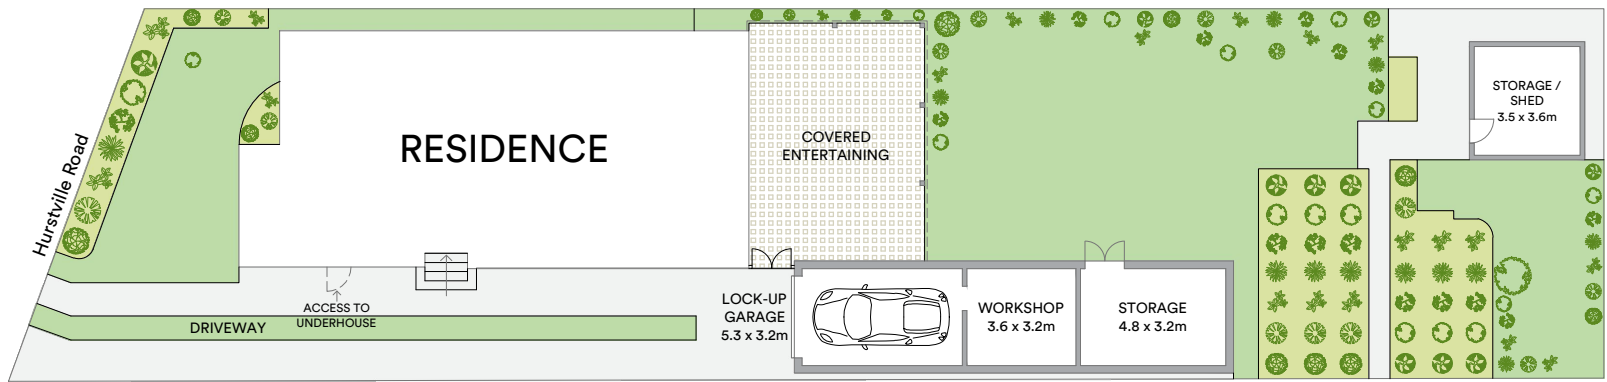 Hurstville Road
RESIDENCE
COVERED
ENTERTAINING
STORAGE /
SHED
3.5 x 3.6m
ACCESS TO
UNDERHOUSE
DRIVEWAY
LOCK-UP
GARAGE
5.3 x 3.2m
WORKSHOP
3.6 x 3.2m
STORAGE
4.8 x 3.2m